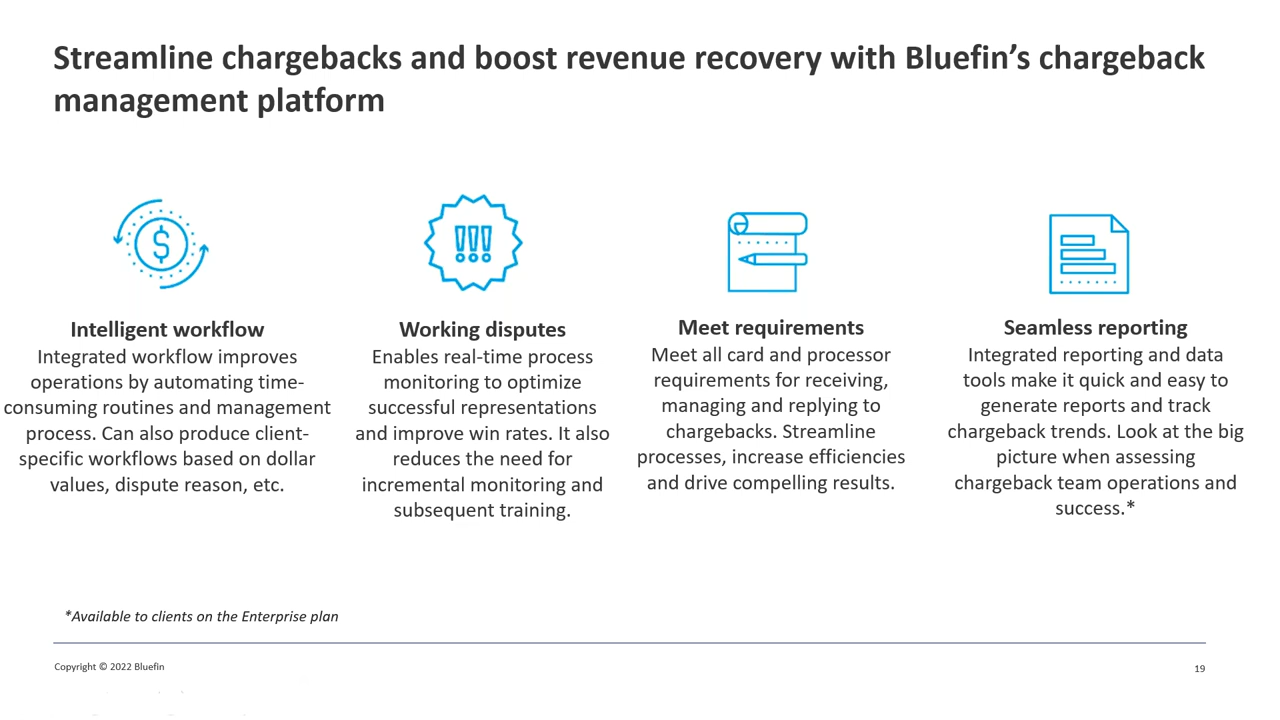 Streamline chargebacks and boost revenue recovery with Bluefin’s chargeback
management platform
Intelligent workflow
Integrated workflow improves
operations by automating time-
consuming routines and management
process. Can also produce client-
specific workflows based on dollar
values, dispute reason, etc.
Working disputes
Enables real-time process
monitoring to optimize
successful representations
and improve win rates. It also
reduces the need for
incremental monitoring and
subsequent training.
Meet requirements
Meet all card and processor
requirements for receiving,
managing and replying to
chargebacks. Streamline
processes, increase efficiencies
and drive compelling results.
Seamless reporting
Integrated reporting and data
tools make it quick and easy to
generate reports and track
chargeback trends. Look at the big
picture when assessing
chargeback team operations and
success.*
*Available to clients on the Enterprise plan
Copyright © 2022 Bluefin
19